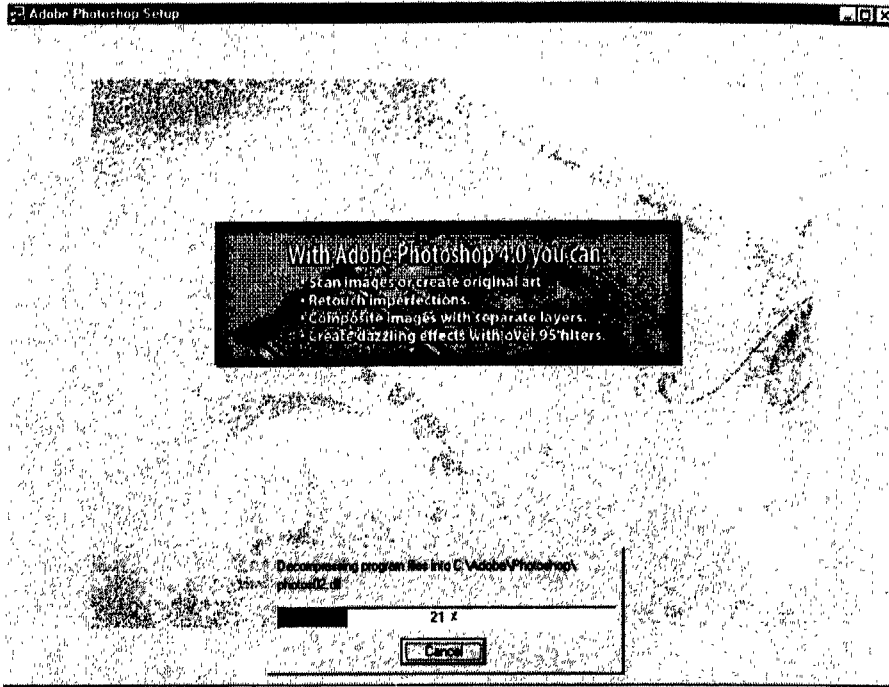 Adobe Photoshop Setup
With Adobe Photoshop 4.0 you can:
• Scan images or create original art
• Retouch imperfections.
• Composite images with separate layers.
• Create dazzling effects with over 95 filters.
Decompressing program files into C:\Adobe\Photoshop\
photos02.dll
21 %
Cancel